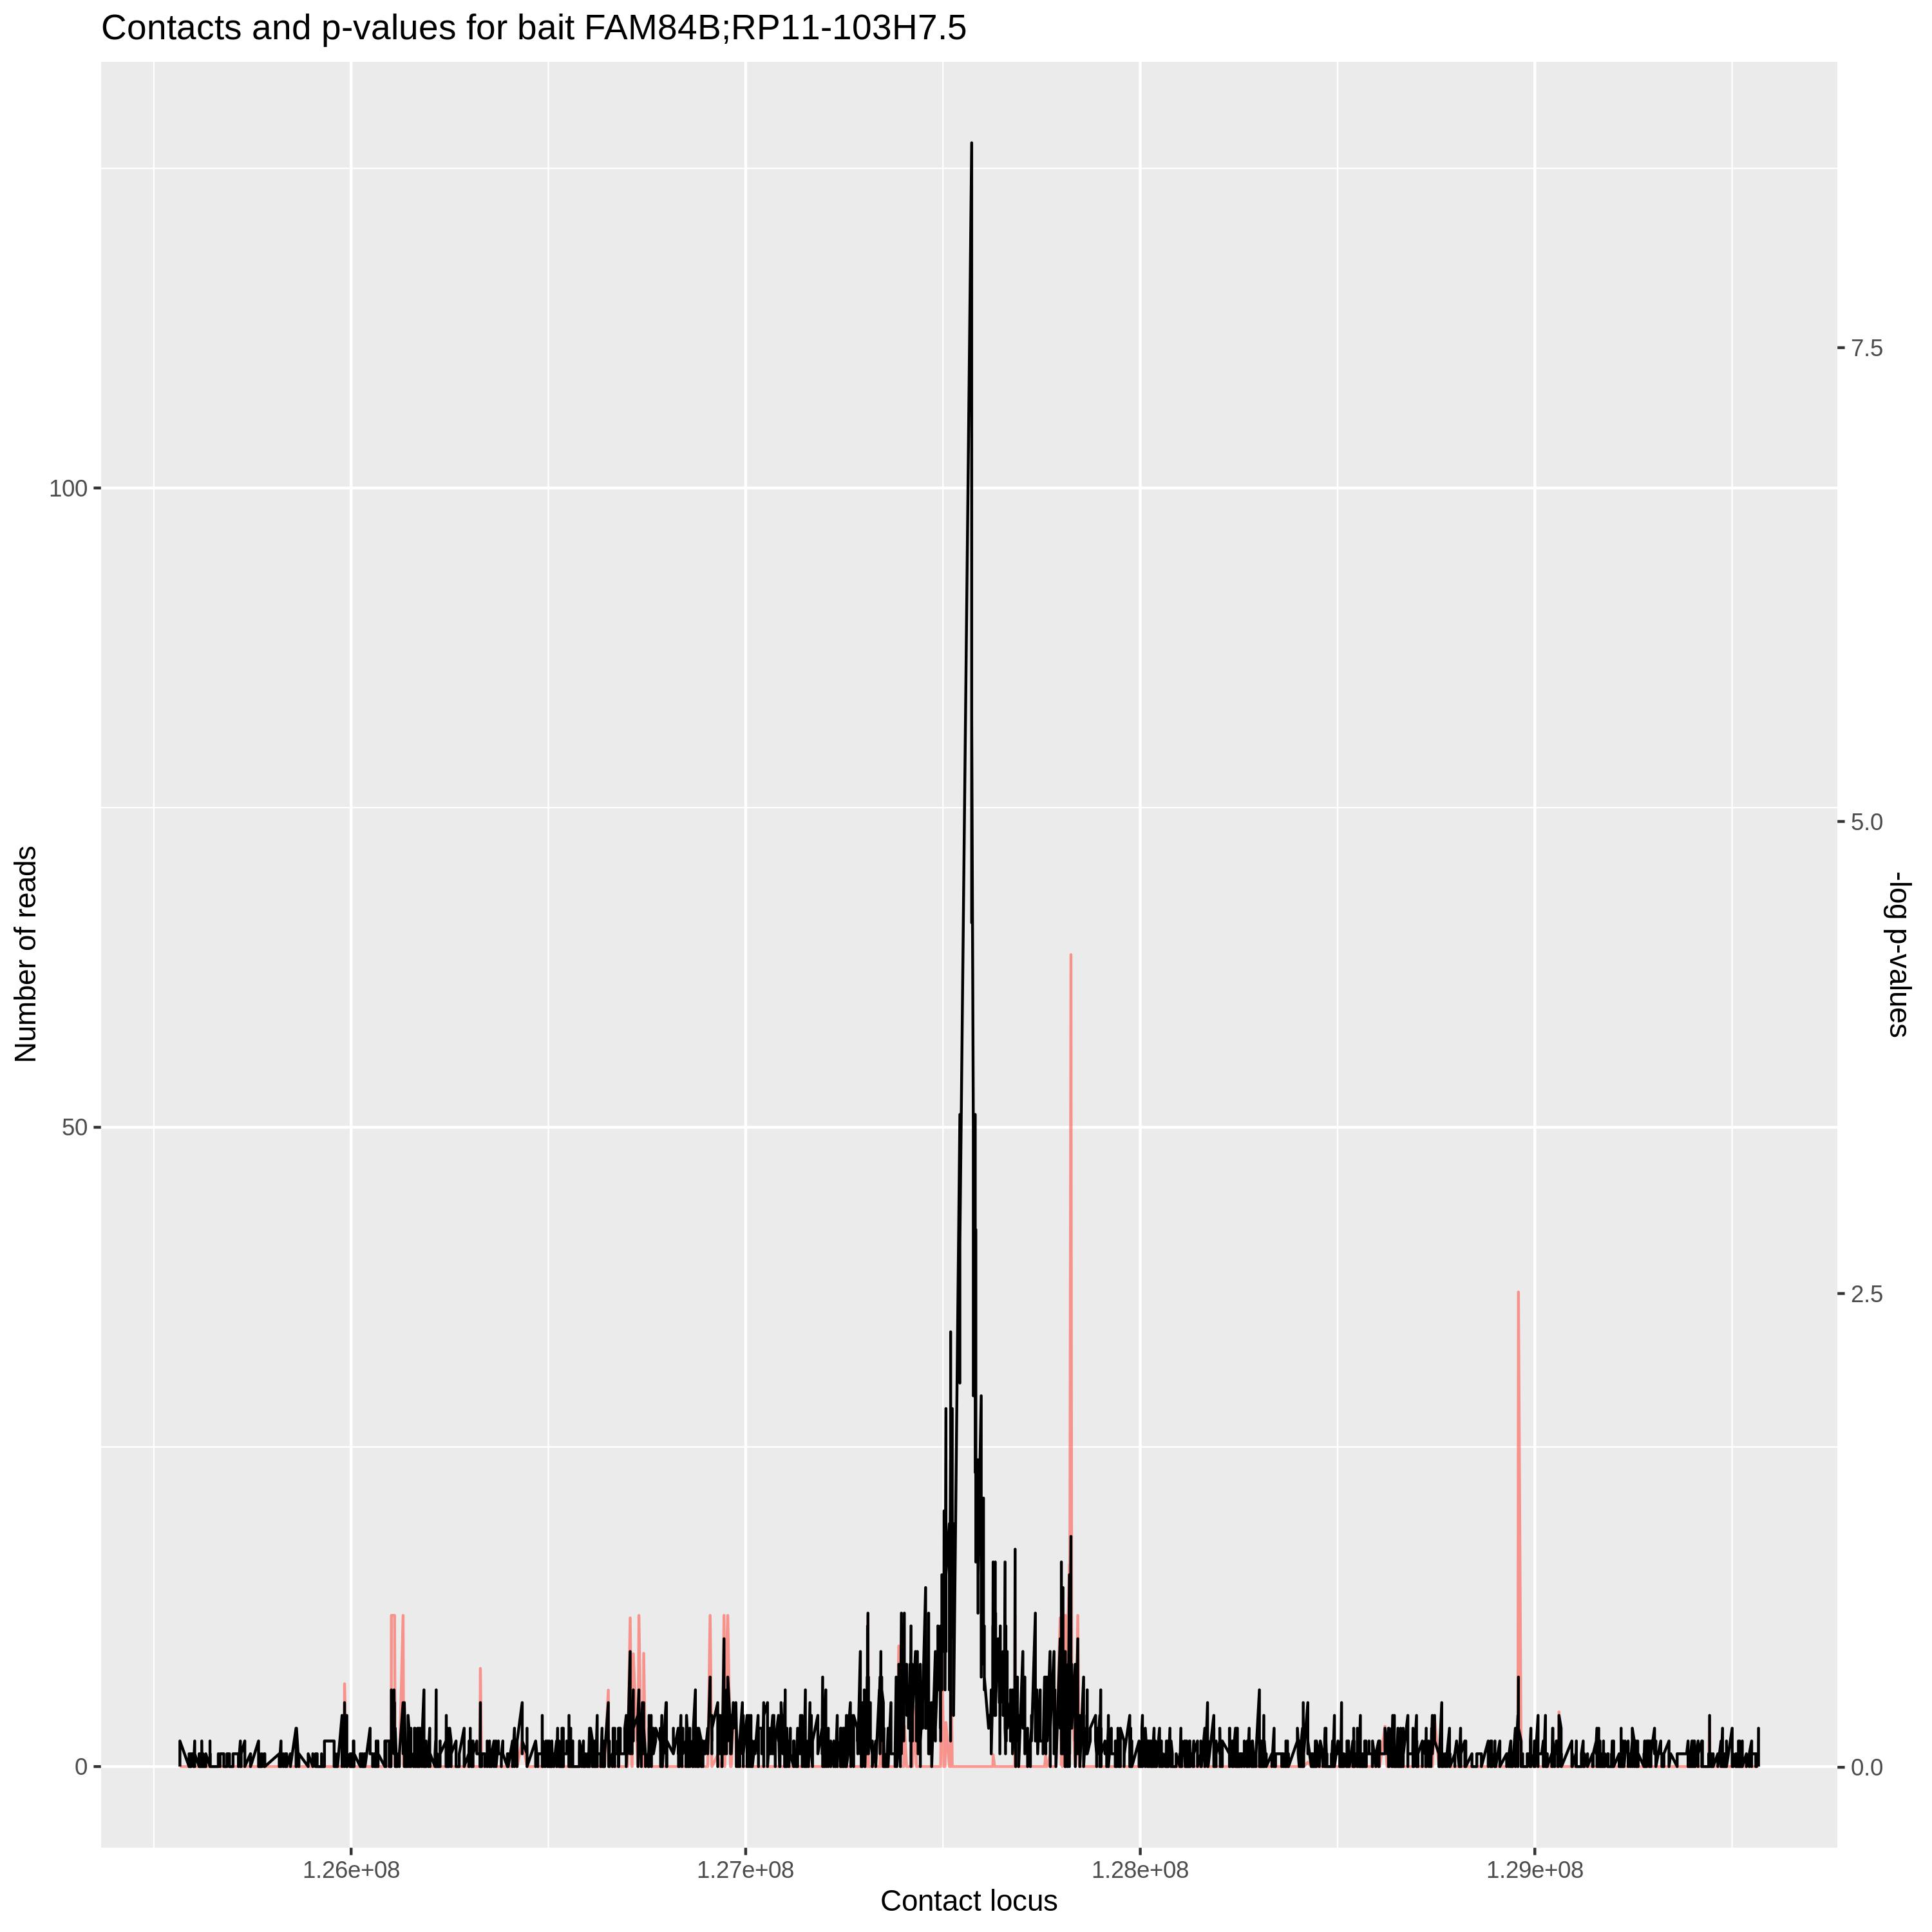 Contacts and p-values for bait FAM84B;RP11-103H7.5
Number of reads
100
50
0
7.5
5.0
2.5
0.0
-log p-values
1.26e+08
1.27e+08
1.28e+08
1.29e+08
Contact locus